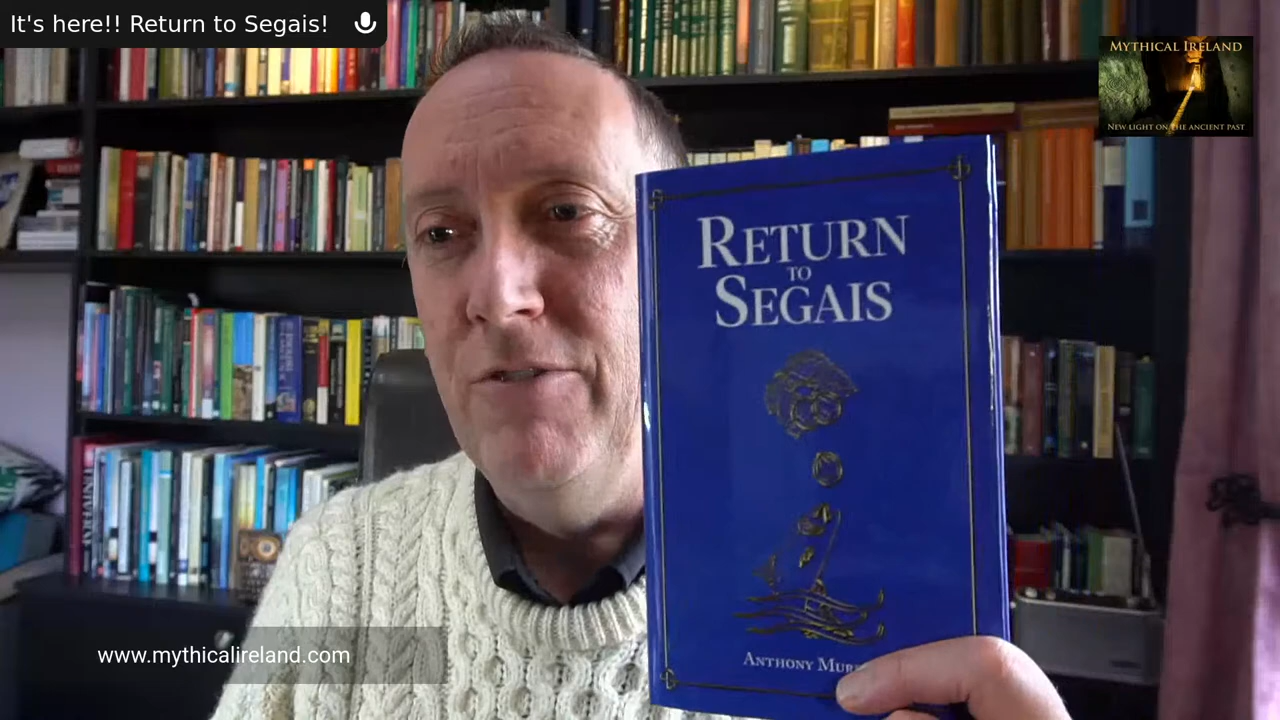 It's here!! Return to Segais!
MYTHICAL IRELAND
NEW LIGHT ON THE ANCIENT PAST
RETURN
TO
SEGAIS
ANTHONY
www.mythicalireland.com